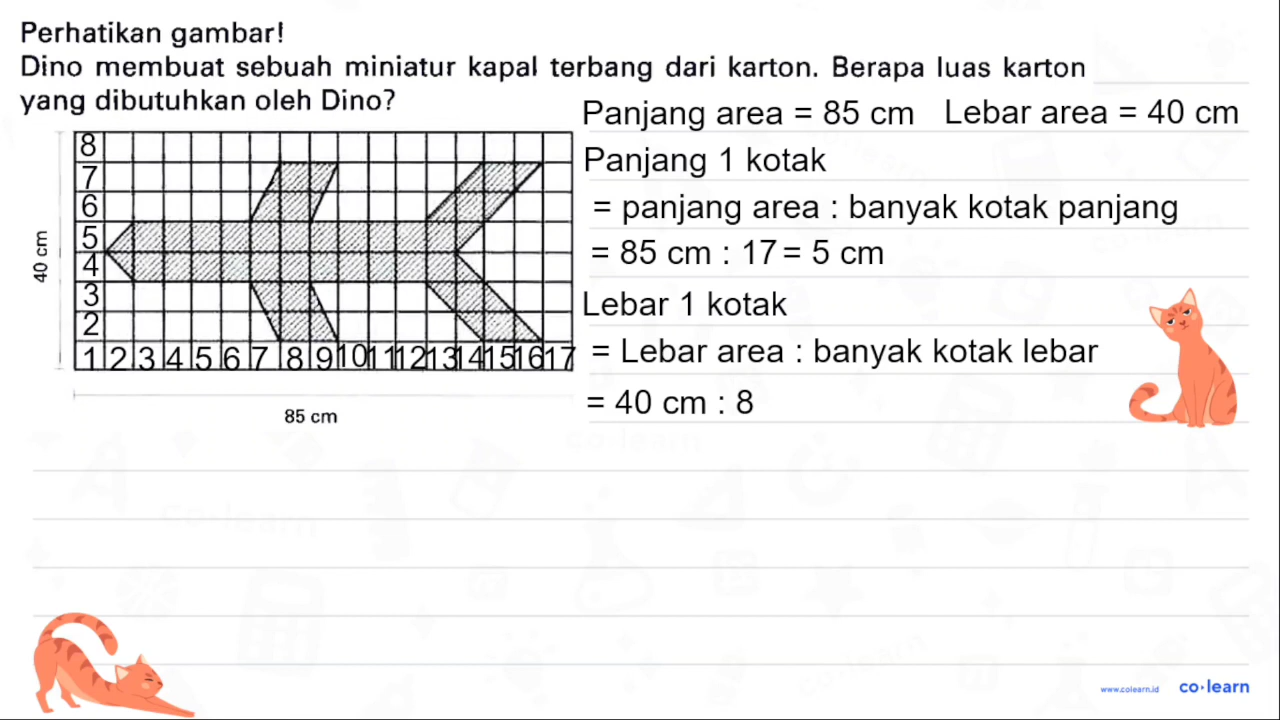 Perhatikan gambar!
Dino membuat sebuah miniatur kapal terbang dari karton. Berapa luas karton
yang dibutuhkan oleh Dino?
Panjang area = 85 cm Lebar area = 40 cm
Panjang 1 kotak
= panjang area : banyak kotak panjang
= 85 cm : 17 = 5 cm
Lebar 1 kotak
= Lebar area : banyak kotak lebar
= 40 cm : 8
8
7
6
5
4
3
2
1 2 3 4 5 6 7 8 9 10 11 12 13 14 15 16 17
40 cm
85 cm
www.colearn.id co·learn